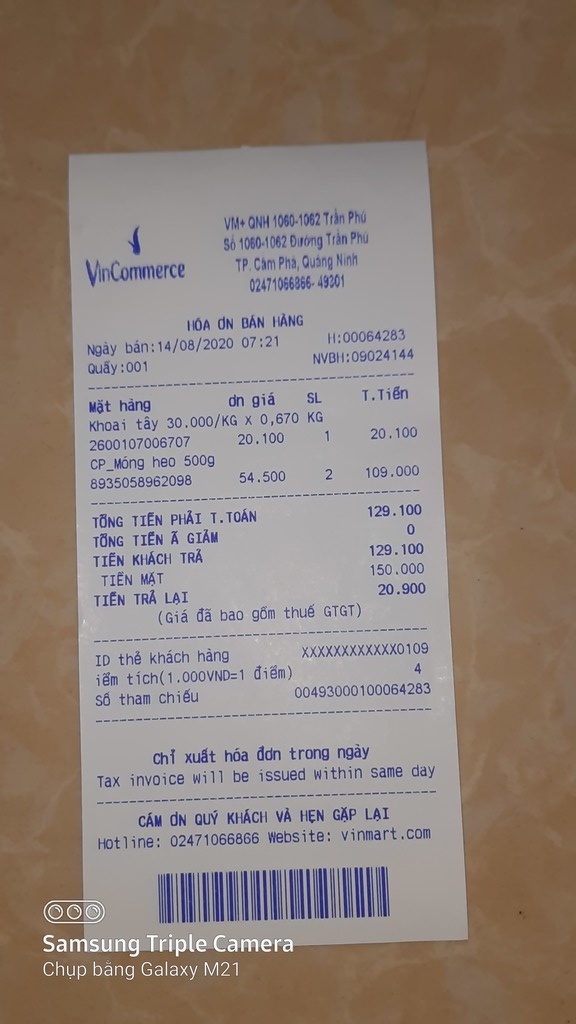 VinCommerce
VM+ QNH 1060-1062 Trần Phú
Số 1060-1062 Đường Trần Phú
TP. Cẩm Phả, Quảng Ninh
02471066866- 49301
HÓA ƠN BÁN HÀNG
Ngày bán:14/08/2020 07:21 H:00064283
Quầy:001 NVBH:09024144
Mặt hàng ơn giá SL T.Tiền
Khoai tây 30.000/KG X 0,670 KG
2600107006707 20.100 1 20.100
CP_Móng heo 500g
8935058962098 54.500 2 109.000
TỔNG TIỀN PHẢI T.TOÁN 129.100
TỔNG TIỀN Ã GIẢM 0
TIỀN KHÁCH TRẢ 129.100
TIỀN MẶT 150.000
TIỀN TRẢ LẠI 20.900
(Giá đã bao gồm thuế GTGT)
ID thẻ khách hàng XXXXXXXXXXXX0109
iểm tích(1.000VND=1 điểm) 4
Số tham chiếu 00493000100064283
Chỉ xuất hóa đơn trong ngày
Tax invoice will be issued within same day
CẢM ƠN QUÝ KHÁCH VÀ HẸN GẶP LẠI
Hotline: 02471066866 Website: vinmart.com
Samsung Triple Camera
Chụp bằng Galaxy M21